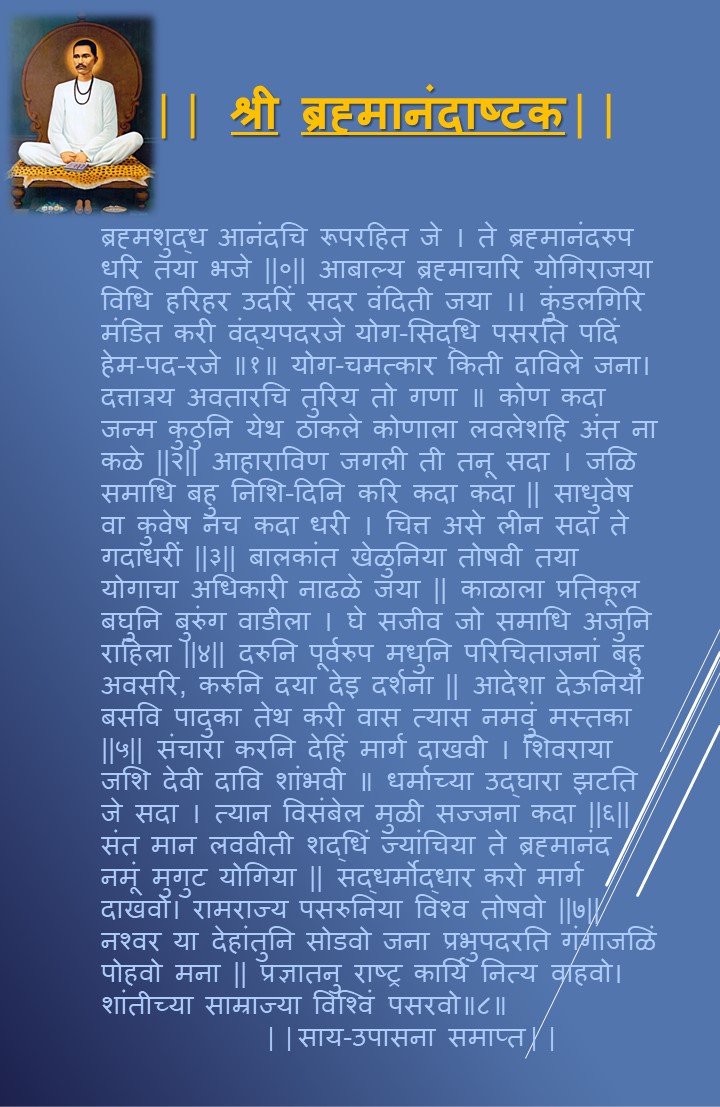 || श्री ब्रह्मानंदाष्टक||
ब्रह्मशुद्ध आनंदचि रूपरहित जे । ते ब्रह्मानंदरुप
धरि तया भजे ||०|| आबाल्य ब्रह्माचारि योगिराजया
विधि हरिहर उदरिं सदर वंदिती जया ।। कुंडलगिरि
मंडित करी वंद्यपदरजे योग-सिद्धि पसरति पदिं
हेम-पद-रजे ॥१॥ योग-चमत्कार किती दाविले जना।
दत्तात्रय अवतारचि तुरिय तो गणा ॥ कोण कदा
जन्म कुठुनि येथ ठाकले कोणाला लवलेशहि अंत ना
कळे ||२|| आहाराविण जगली ती तनू सदा । जळि
समाधि बहु निशि-दिनि करि कदा कदा || साधुवेष
वा कुवेष नच कदा धरी । चित्त असे लीन सदा ते
गदाधरीं ||३|| बालकांत खेळुनिया तोषवी तया
योगाचा अधिकारी नाढळे जया || काळाला प्रतिकूल
बघुनि बुरुंग वाडीला । घे सजीव जो समाधि अजुनि
राहिला ||४|| दरुनि पूर्वरुप मधुनि परिचिताजनां बहु
अवसरि, करुनि दया देइ दर्शना || आदेशा देऊनिया
बसवि पादुका तेथ करी वास त्यास नमवुं मस्तका
||५|| संचारा करनि देहिं मार्ग दाखवी । शिवराया
जशि देवी दावि शांभवी ॥ धर्माच्या उद्घारा झटति
जे सदा । त्यान विसंबेल मुळी सज्जना कदा ||६||
संत मान लववीती शद्धिं ज्यांचिया ते ब्रह्मानंद
नमूं मुगुट योगिया || सद्धर्मोद्धार करो मार्ग
दाखवो। रामराज्य पसरुनिया विश्व तोषवो ||७||
नश्वर या देहांतुनि सोडवो जना प्रभुपदरति गंगाजळिं
पोहवो मना || प्रज्ञातनु राष्ट्र कार्यि नित्य वाहवो।
शांतीच्या साम्राज्या विश्विं पसरवो॥८॥
||साय-उपासना समाप्त||